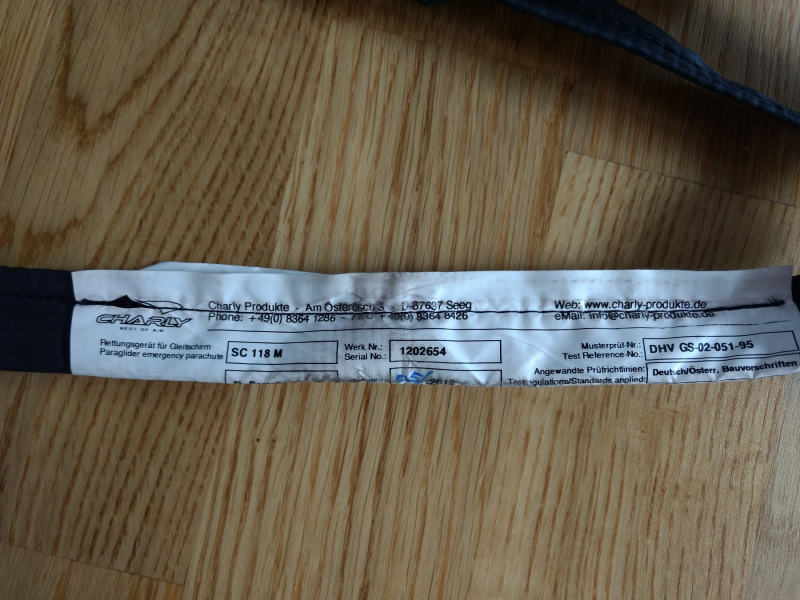 Charly Produkte - Am Osterösch 3 - D-87637 Seeg
Web: www.charly-produkte.de
CHARLY
BEST OF AIR
Phone: +49(0) 8364 1286 - Fax: +49(0) 8364 8426
eMail: info@charly-produkte.de
Rettungsgerät für Gleitschirm
Paraglider emergency parachute
SC 118 M
Werk Nr.:
Serial No.:
1202654
Musterprüf-Nr.:
Test Reference-No.:
DHV GS-02-051-95
Angewandte Prüfrichtlinien:
Testregulations/Standards applied:
Deutsch/Österr. Bauvorschriften